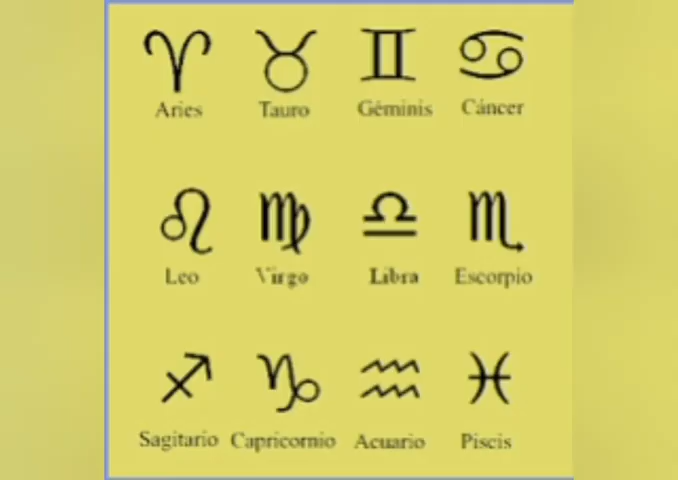 Aries Tauro Géminis Cáncer
Leo Virgo Libra Escorpio
Sagitario Capricornio Acuario Piscis